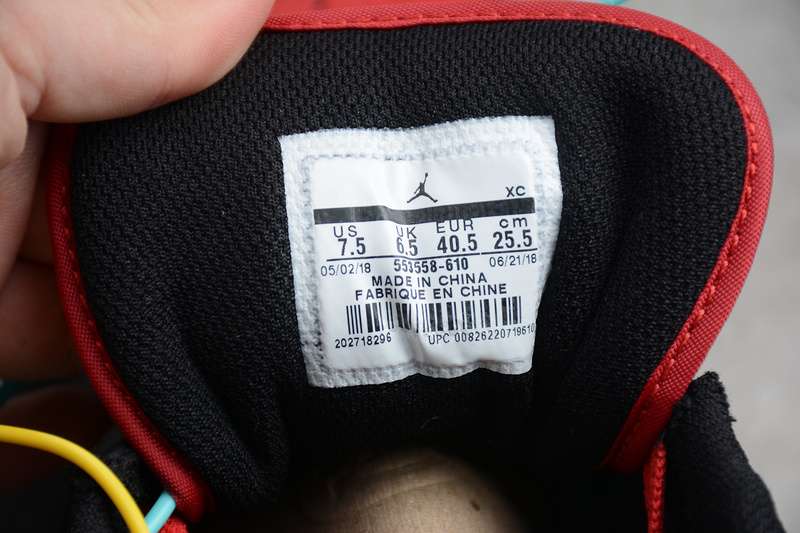 XC
US UK EUR cm
7.5 6.5 40.5 25.5
05/02/18 553558-610 06/21/18
MADE IN CHINA
FABRIQUE EN CHINE
202718296 UPC 00826220719610